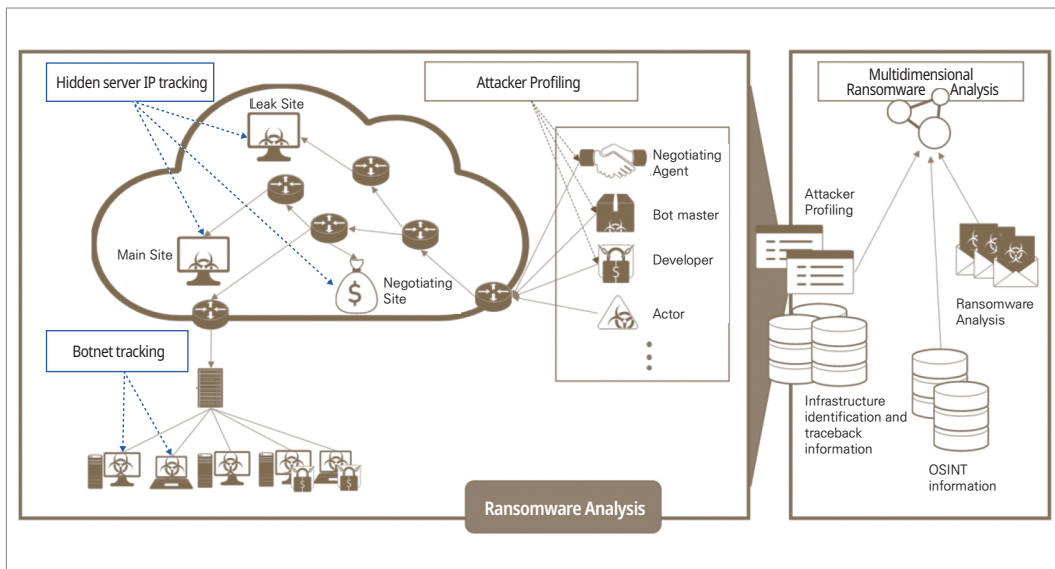 Hidden server IP tracking
Attacker Profiling
Leak Site
Main Site
Negotiating
Site
Negotiating
Agent
Bot master
Developer
Actor
Botnet tracking
Ransomware Analysis
Multidimensional
Ransomware Analysis
Attacker
Profiling
Ransomware
Analysis
Infrastructure
identification and
traceback
information
OSINT
information
$
$
$
$